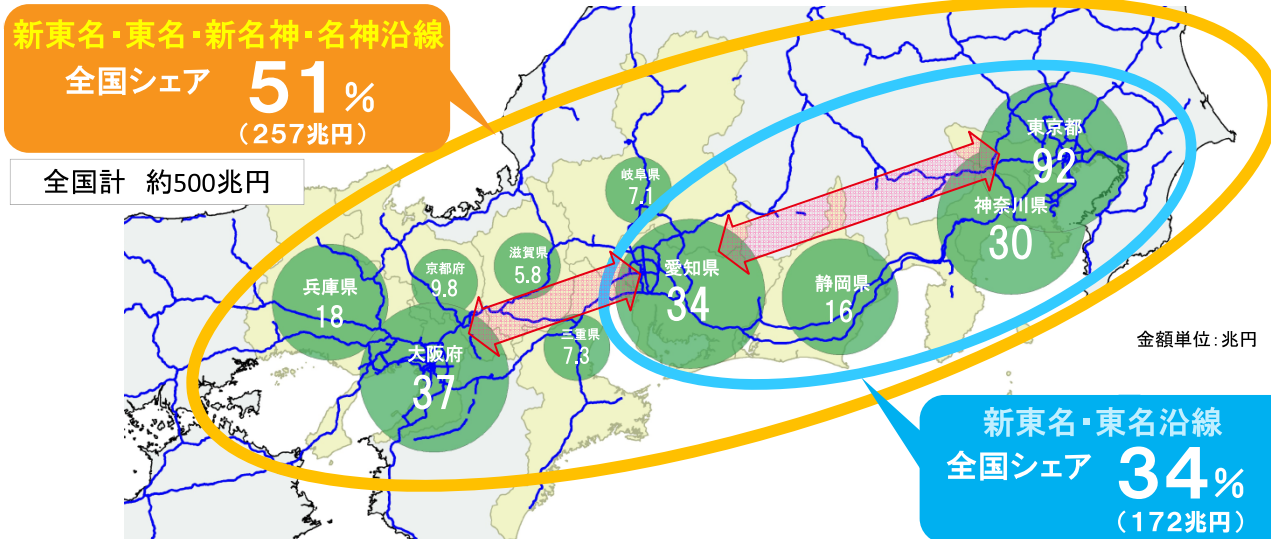 新東名・東名・新名神・名神沿線
全国シェア 51%
（257兆円）
全国計 約500兆円
東京都
92
神奈川県
30
岐阜県
7.1
滋賀県
5.8
京都府
9.8
兵庫県
18
愛知県
34
静岡県
16
三重県
7.3
大阪府
37
金額単位：兆円
新東名・東名沿線
全国シェア 34%
（172兆円）